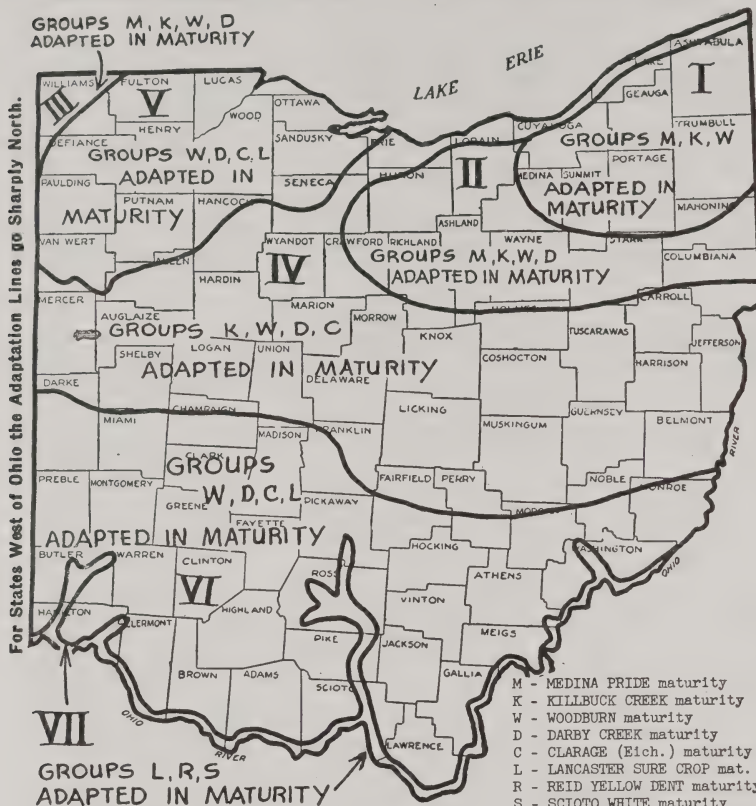 GROUPS M, K, W, D
ADAPTED IN MATURITY
For States West of Ohio the Adaptation Lines go Sharply North.
LAKE ERIE
ASHTABULA
LAKE
I
GEAUGA
WILLIAMS
FULTON
LUCAS
III
V
OTTAWA
WOOD
HENRY
SANDUSKY
ERIE
LORAIN
CUYAHOGA
TRUMBULL
GROUPS M, K, W
DEFIANCE
GROUPS W, D, C, L
ADAPTED IN
MATURITY
II
HURON
MEDINA
SUMMIT
PORTAGE
ADAPTED IN
MATURITY
MAHONING
PAULDING
PUTNAM
HANCOCK
SENECA
ASHLAND
VAN WERT
ALLEN
WYANDOT
CRAWFORD
RICHLAND
WAYNE
STARK
COLUMBIANA
GROUPS M, K, W, D
ADAPTED IN MATURITY
IV
HARDIN
MERCER
MARION
MORROW
HOLMES
CARROLL
AUGLAIZE
GROUPS K, W, D, C
ADAPTED IN MATURITY
KNOX
TUSCARAWAS
JEFFERSON
SHELBY
LOGAN
UNION
COSHOCTON
HARRISON
DELAWARE
DARKE
LICKING
RIVER
MIAMI
CHAMPAIGN
MADISON
FRANKLIN
MUSKINGUM
GUERNSEY
BELMONT
CLARK
GROUPS
W, D, C, L
ADAPTED IN MATURITY
PREBLE
MONTGOMERY
GREENE
PICKAWAY
FAIRFIELD
PERRY
NOBLE
MONROE
FAYETTE
MORGAN
BUTLER
WARREN
CLINTON
ROSS
HOCKING
WASHINGTON
OHIO
RIVER
ATHENS
VI
HAMILTON
CLERMONT
HIGHLAND
VINTON
PIKE
JACKSON
MEIGS
BROWN
ADAMS
SCIOTO
GALLIA
VII
OHIO
RIVER
LAWRENCE
GROUPS L, R, S
ADAPTED IN MATURITY
M - MEDINA PRIDE maturity
K - KILLBUCK CREEK maturity
W - WOODBURN maturity
D - DARBY CREEK maturity
C - CLARAGE (Eich.) maturity
L - LANCASTER SURE CROP mat.
R - REID YELLOW DENT maturity
S - SCIOTO WHITE maturity